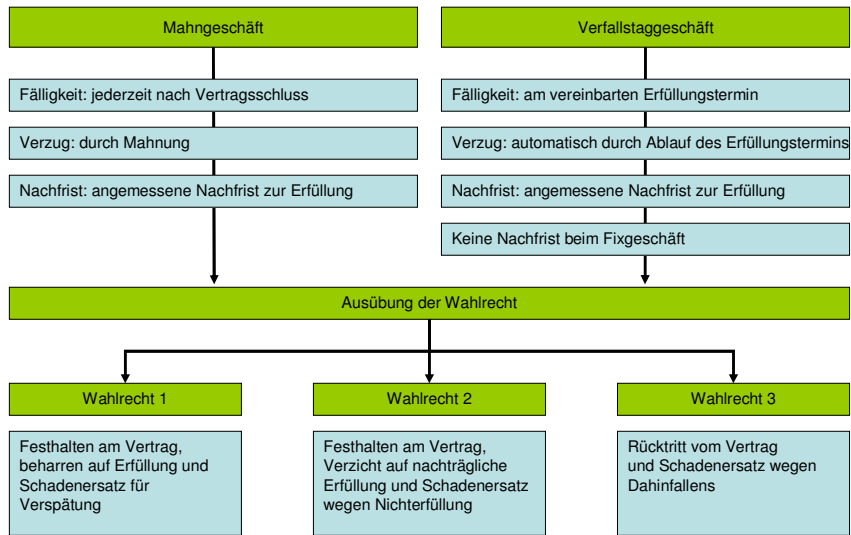 Mahngeschäft
Fälligkeit: jederzeit nach Vertragsschluss
Verzug: durch Mahnung
Nachfrist: angemessene Nachfrist zur Erfüllung
Verfallstaggeschäft
Fälligkeit: am vereinbarten Erfüllungstermin
Verzug: automatisch durch Ablauf des Erfüllungstermins
Nachfrist: angemessene Nachfrist zur Erfüllung
Keine Nachfrist beim Fixgeschäft
Ausübung der Wahlrecht
Wahlrecht 1
Festhalten am Vertrag,
beharren auf Erfüllung und
Schadenersatz für
Verspätung
Wahlrecht 2
Festhalten am Vertrag,
Verzicht auf nachträgliche
Erfüllung und Schadenersatz
wegen Nichterfüllung
Wahlrecht 3
Rücktritt vom Vertrag
und Schadenersatz wegen
Dahinfallens